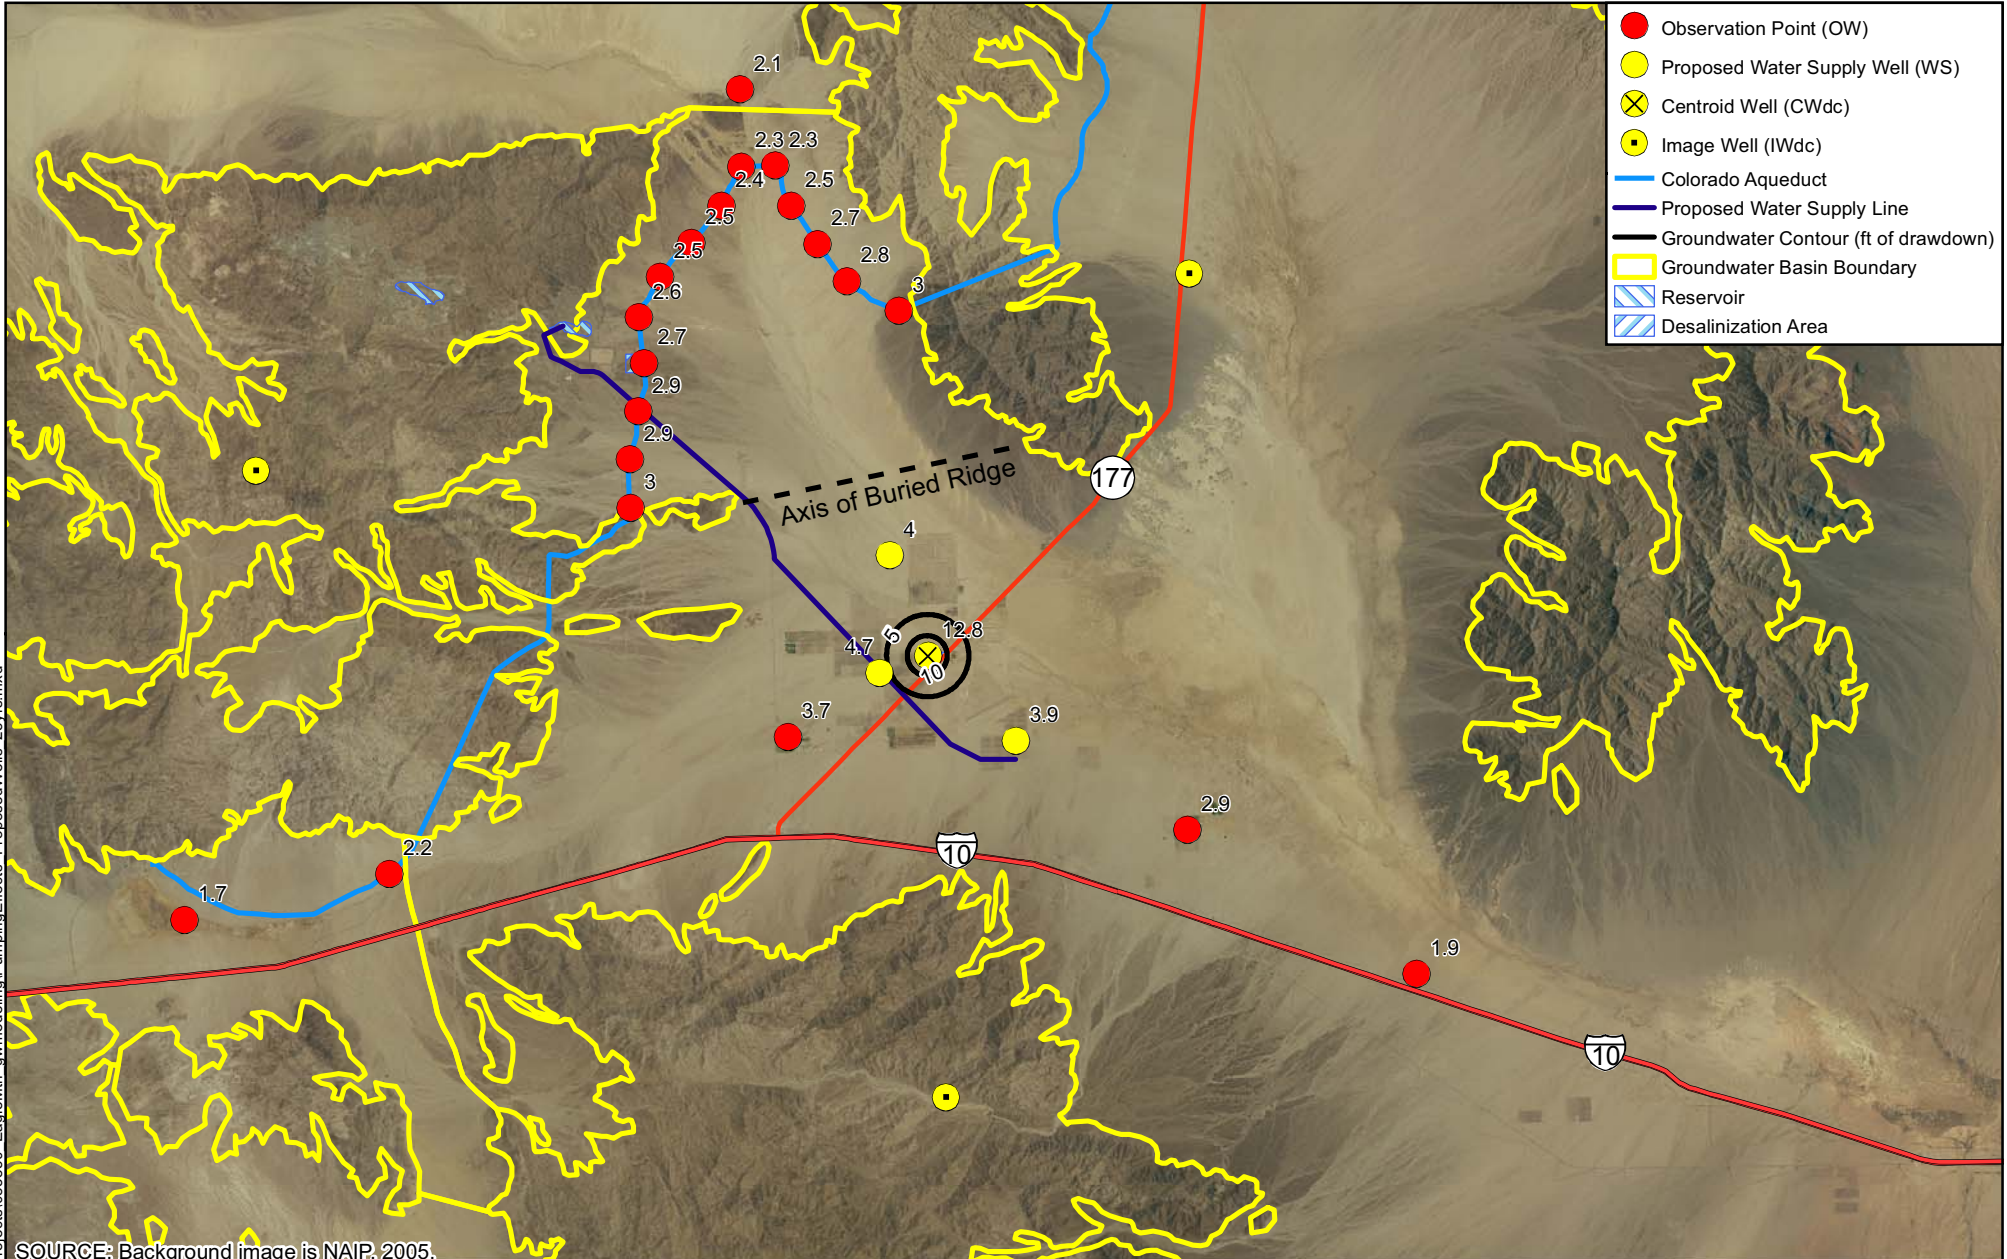 Observation Point (OW)
Proposed Water Supply Well (WS)
Centroid Well (CWdc)
Image Well (IWdc)
Colorado Aqueduct
Proposed Water Supply Line
Groundwater Contour (ft of drawdown)
Groundwater Basin Boundary
Reservoir
Desalinization Area
2.1
2.3 2.3
2.4
2.5
2.5
2.7
2.5
2.8
2.6
3
2.7
2.9
2.9
3
Axis of Buried Ridge
177
4
5
12.8
4.7
10
3.7
3.9
2.9
10
2.2
1.7
1.9
10
SOURCE: Background image is NAIP, 2005.